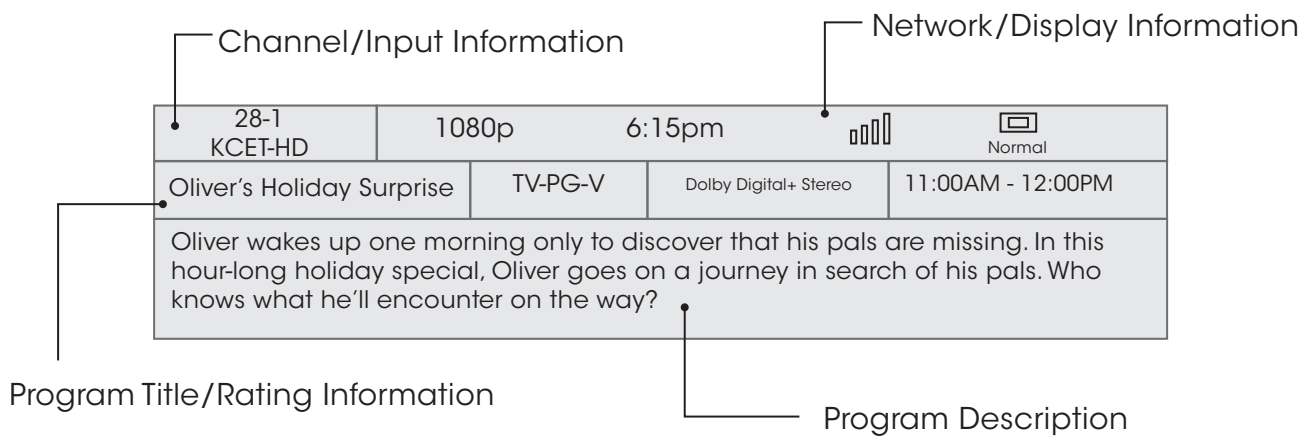 Channel/Input Information
Network/Display Information
28-1
KCET-HD
1080p
6:15pm
Normal
Oliver’s Holiday Surprise
TV-PG-V
Dolby Digital+ Stereo
11:00AM - 12:00PM
Oliver wakes up one morning only to discover that his pals are missing. In this
hour-long holiday special, Oliver goes on a journey in search of his pals. Who
knows what he’ll encounter on the way?
Program Title/Rating Information
Program Description